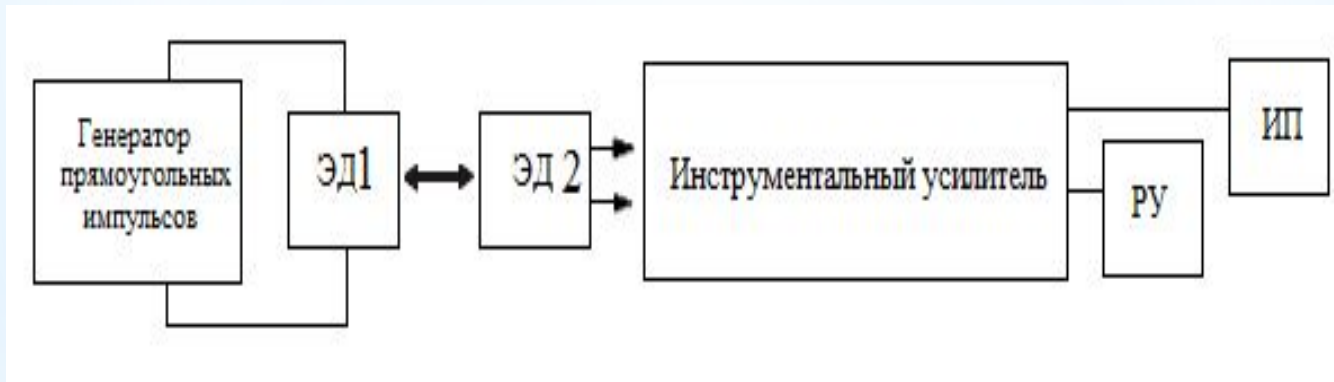 Генератор
прямоугольных
импульсов
ЭД1
ЭД 2
Инструментальный усилитель
РУ
ИП